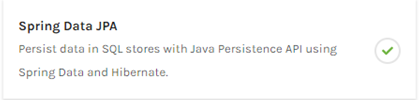 Spring Data JPA
Persist data in SQL stores with Java Persistence API using
Spring Data and Hibernate.